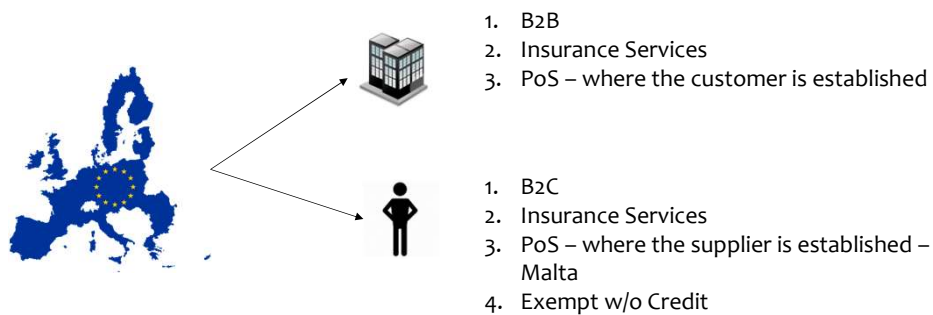 1. B2B
2. Insurance Services
3. PoS – where the customer is established
1. B2C
2. Insurance Services
3. PoS – where the supplier is established –
Malta
4. Exempt w/o Credit